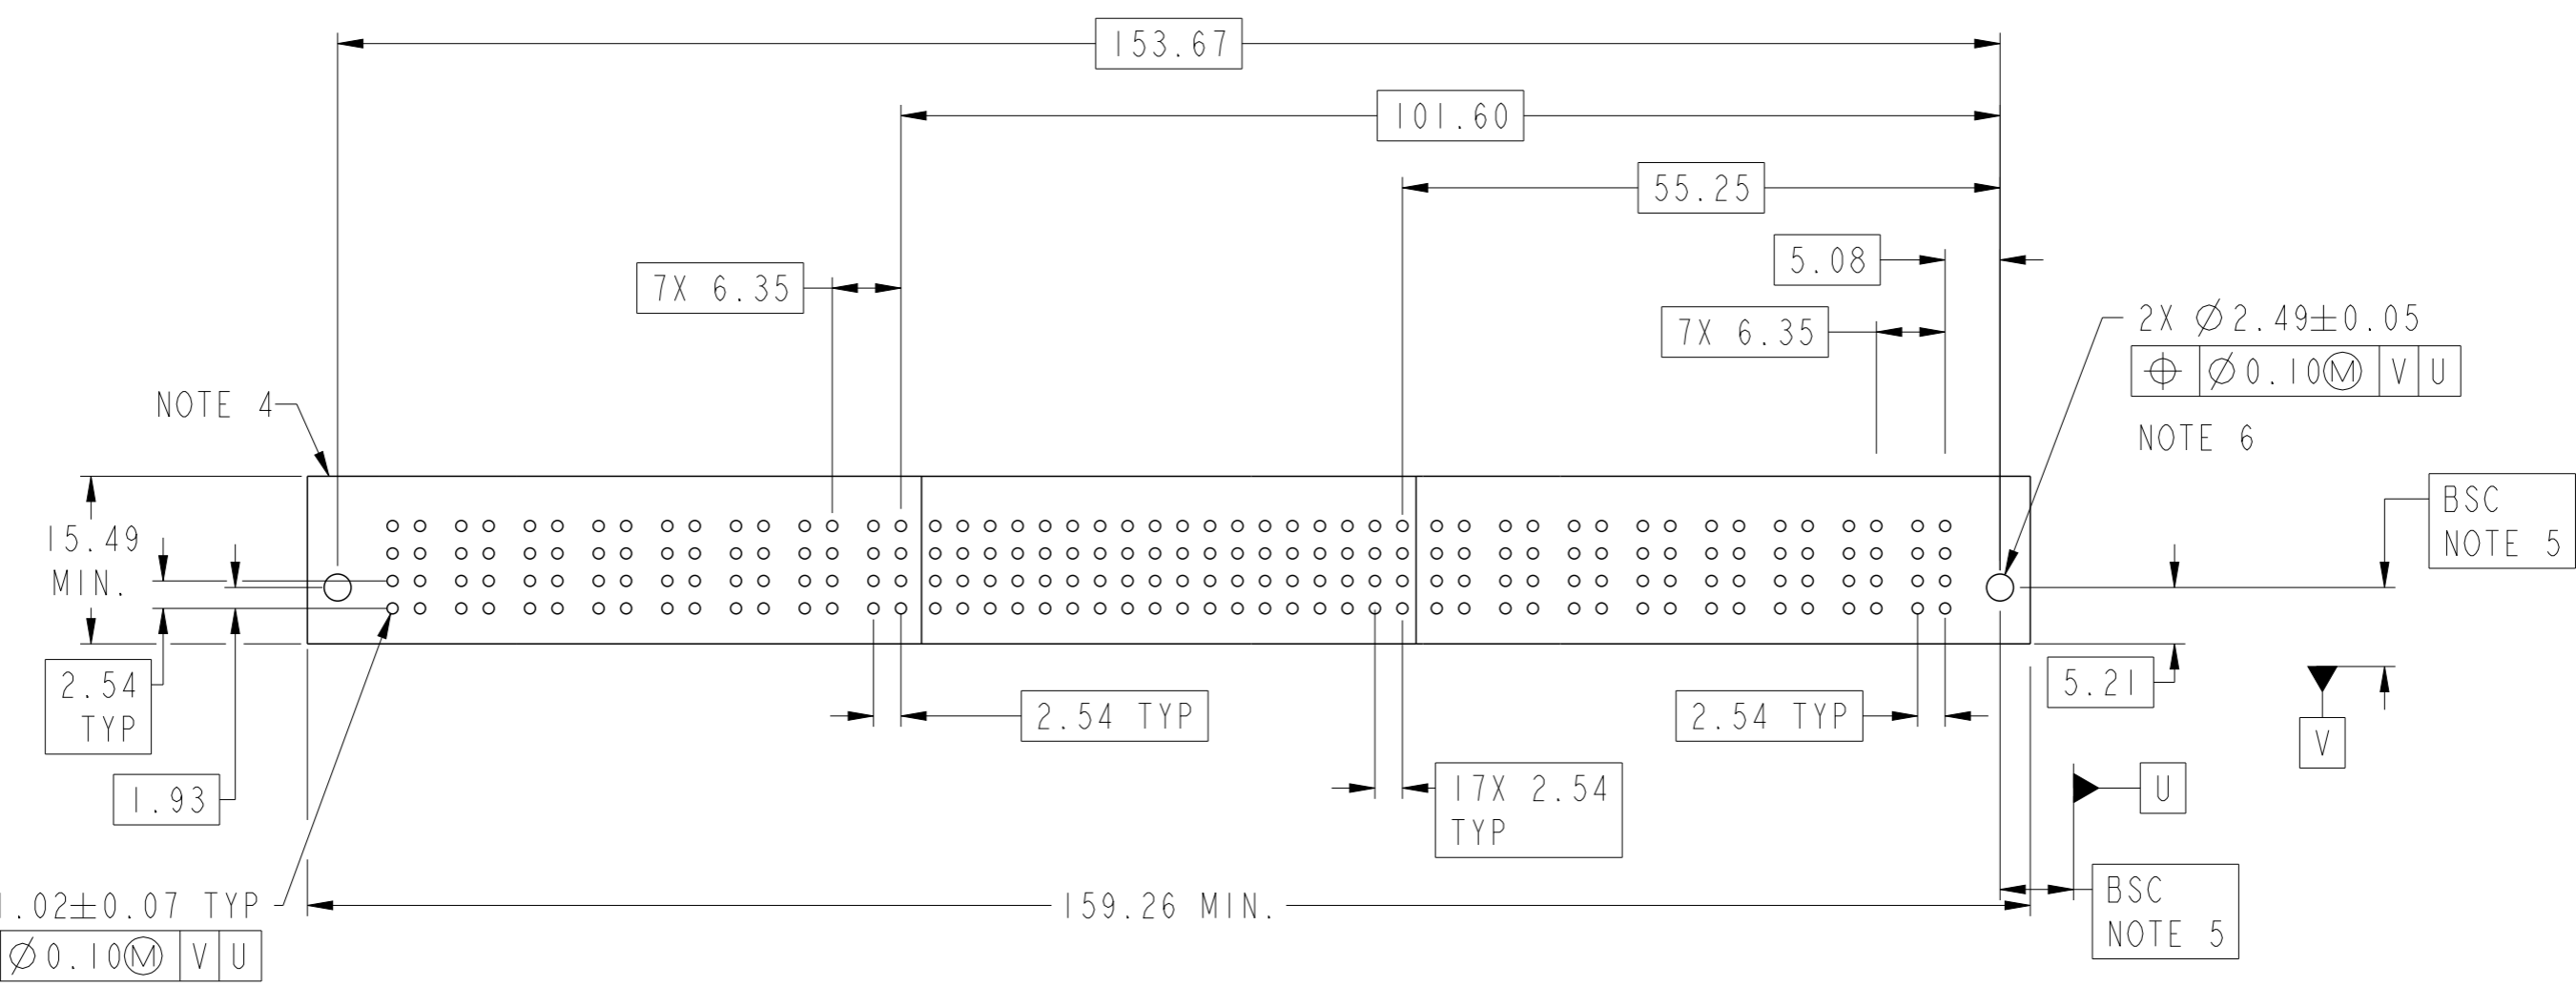 153.67
101.60
55.25
5.08
7X 6.35
7X 6.35
2X ∅2.49±0.05
⌖ ∅0.10Ⓜ V U
NOTE 6
NOTE 4
BSC
NOTE 5
15.49
MIN.
2.54
TYP
1.93
2.54 TYP
2.54 TYP
5.21
V
17X 2.54
TYP
U
BSC
NOTE 5
.02±0.07 TYP
∅0.10Ⓜ V U
159.26 MIN.